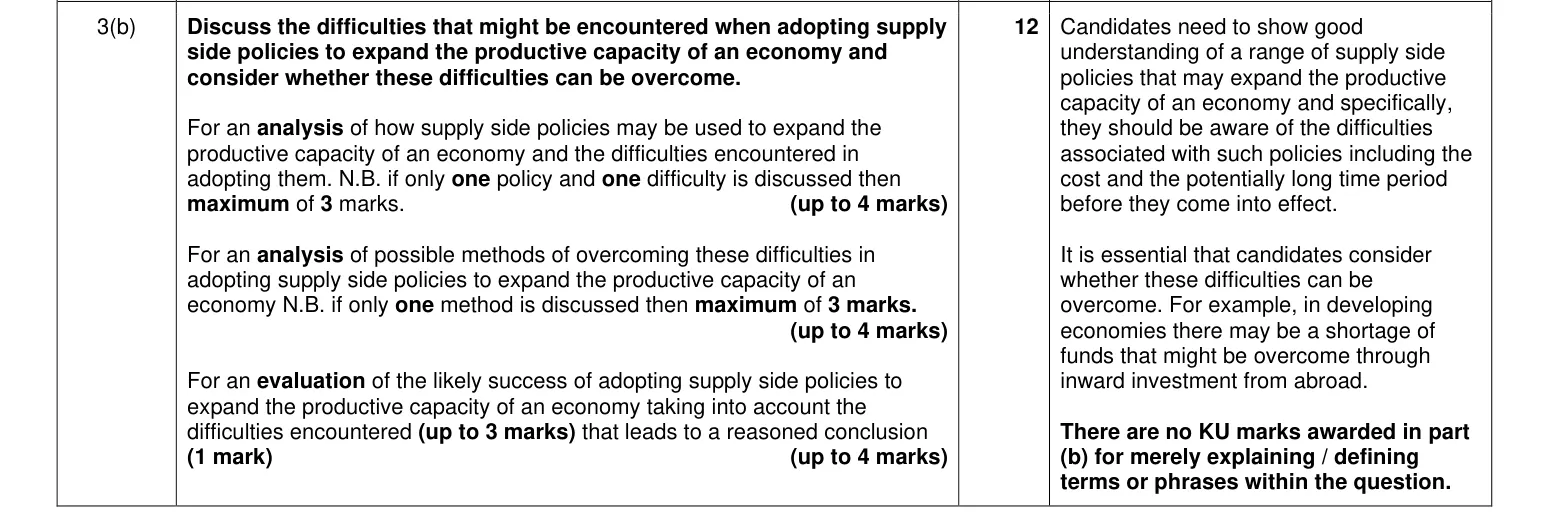 3(b)
Discuss the difficulties that might be encountered when adopting supply
side policies to expand the productive capacity of an economy and
consider whether these difficulties can be overcome.
For an analysis of how supply side policies may be used to expand the
productive capacity of an economy and the difficulties encountered in
adopting them. N.B. if only one policy and one difficulty is discussed then
maximum of 3 marks. (up to 4 marks)
For an analysis of possible methods of overcoming these difficulties in
adopting supply side policies to expand the productive capacity of an
economy N.B. if only one method is discussed then maximum of 3 marks.
(up to 4 marks)
For an evaluation of the likely success of adopting supply side policies to
expand the productive capacity of an economy taking into account the
difficulties encountered (up to 3 marks) that leads to a reasoned conclusion
(1 mark) (up to 4 marks)
12
Candidates need to show good
understanding of a range of supply side
policies that may expand the productive
capacity of an economy and specifically,
they should be aware of the difficulties
associated with such policies including the
cost and the potentially long time period
before they come into effect.
It is essential that candidates consider
whether these difficulties can be
overcome. For example, in developing
economies there may be a shortage of
funds that might be overcome through
inward investment from abroad.
There are no KU marks awarded in part
(b) for merely explaining / defining
terms or phrases within the question.